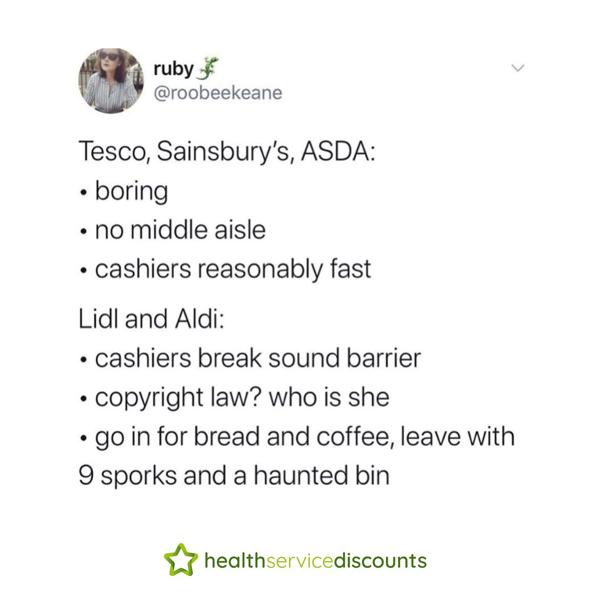 ruby 🦎
@roobeekeane
Tesco, Sainsbury's, ASDA:
• boring
• no middle aisle
• cashiers reasonably fast
Lidl and Aldi:
• cashiers break sound barrier
• copyright law? who is she
• go in for bread and coffee, leave with
9 sporks and a haunted bin
healthservicediscounts